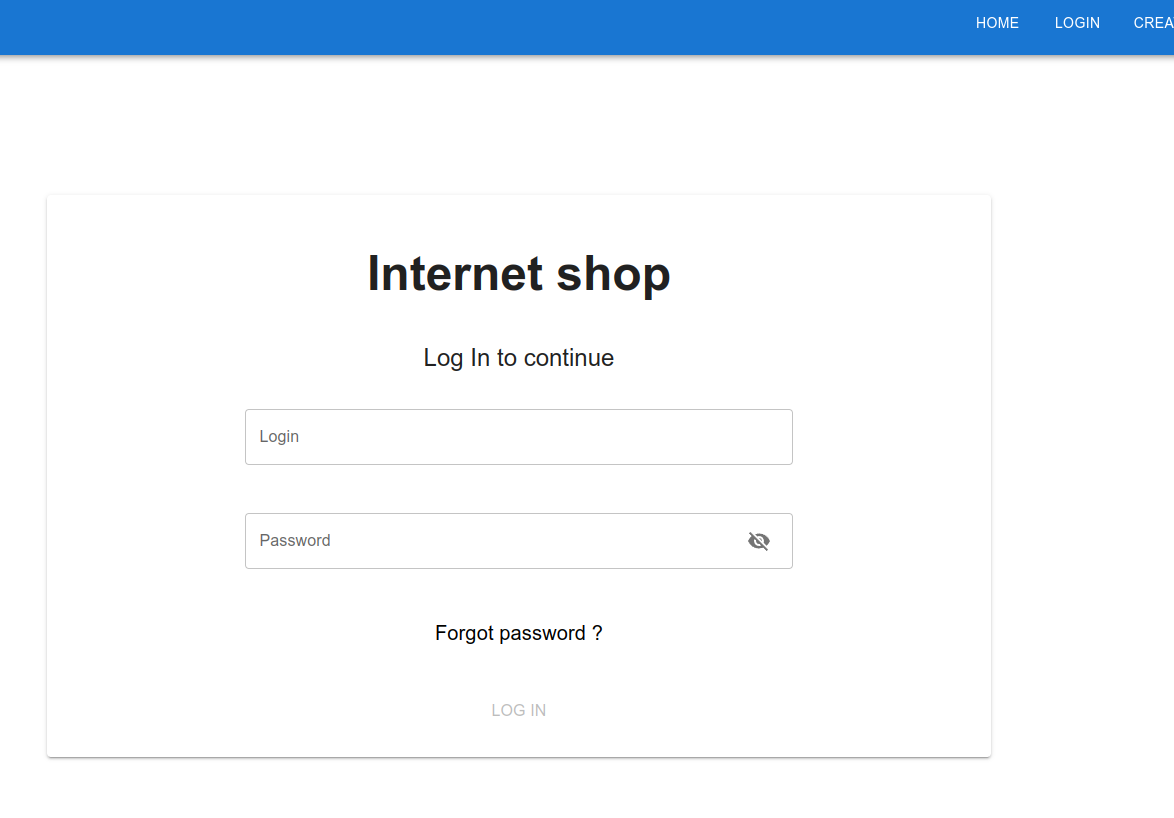 HOME LOGIN CREA
Internet shop
Log In to continue
Login
Password
Forgot password ?
LOG IN